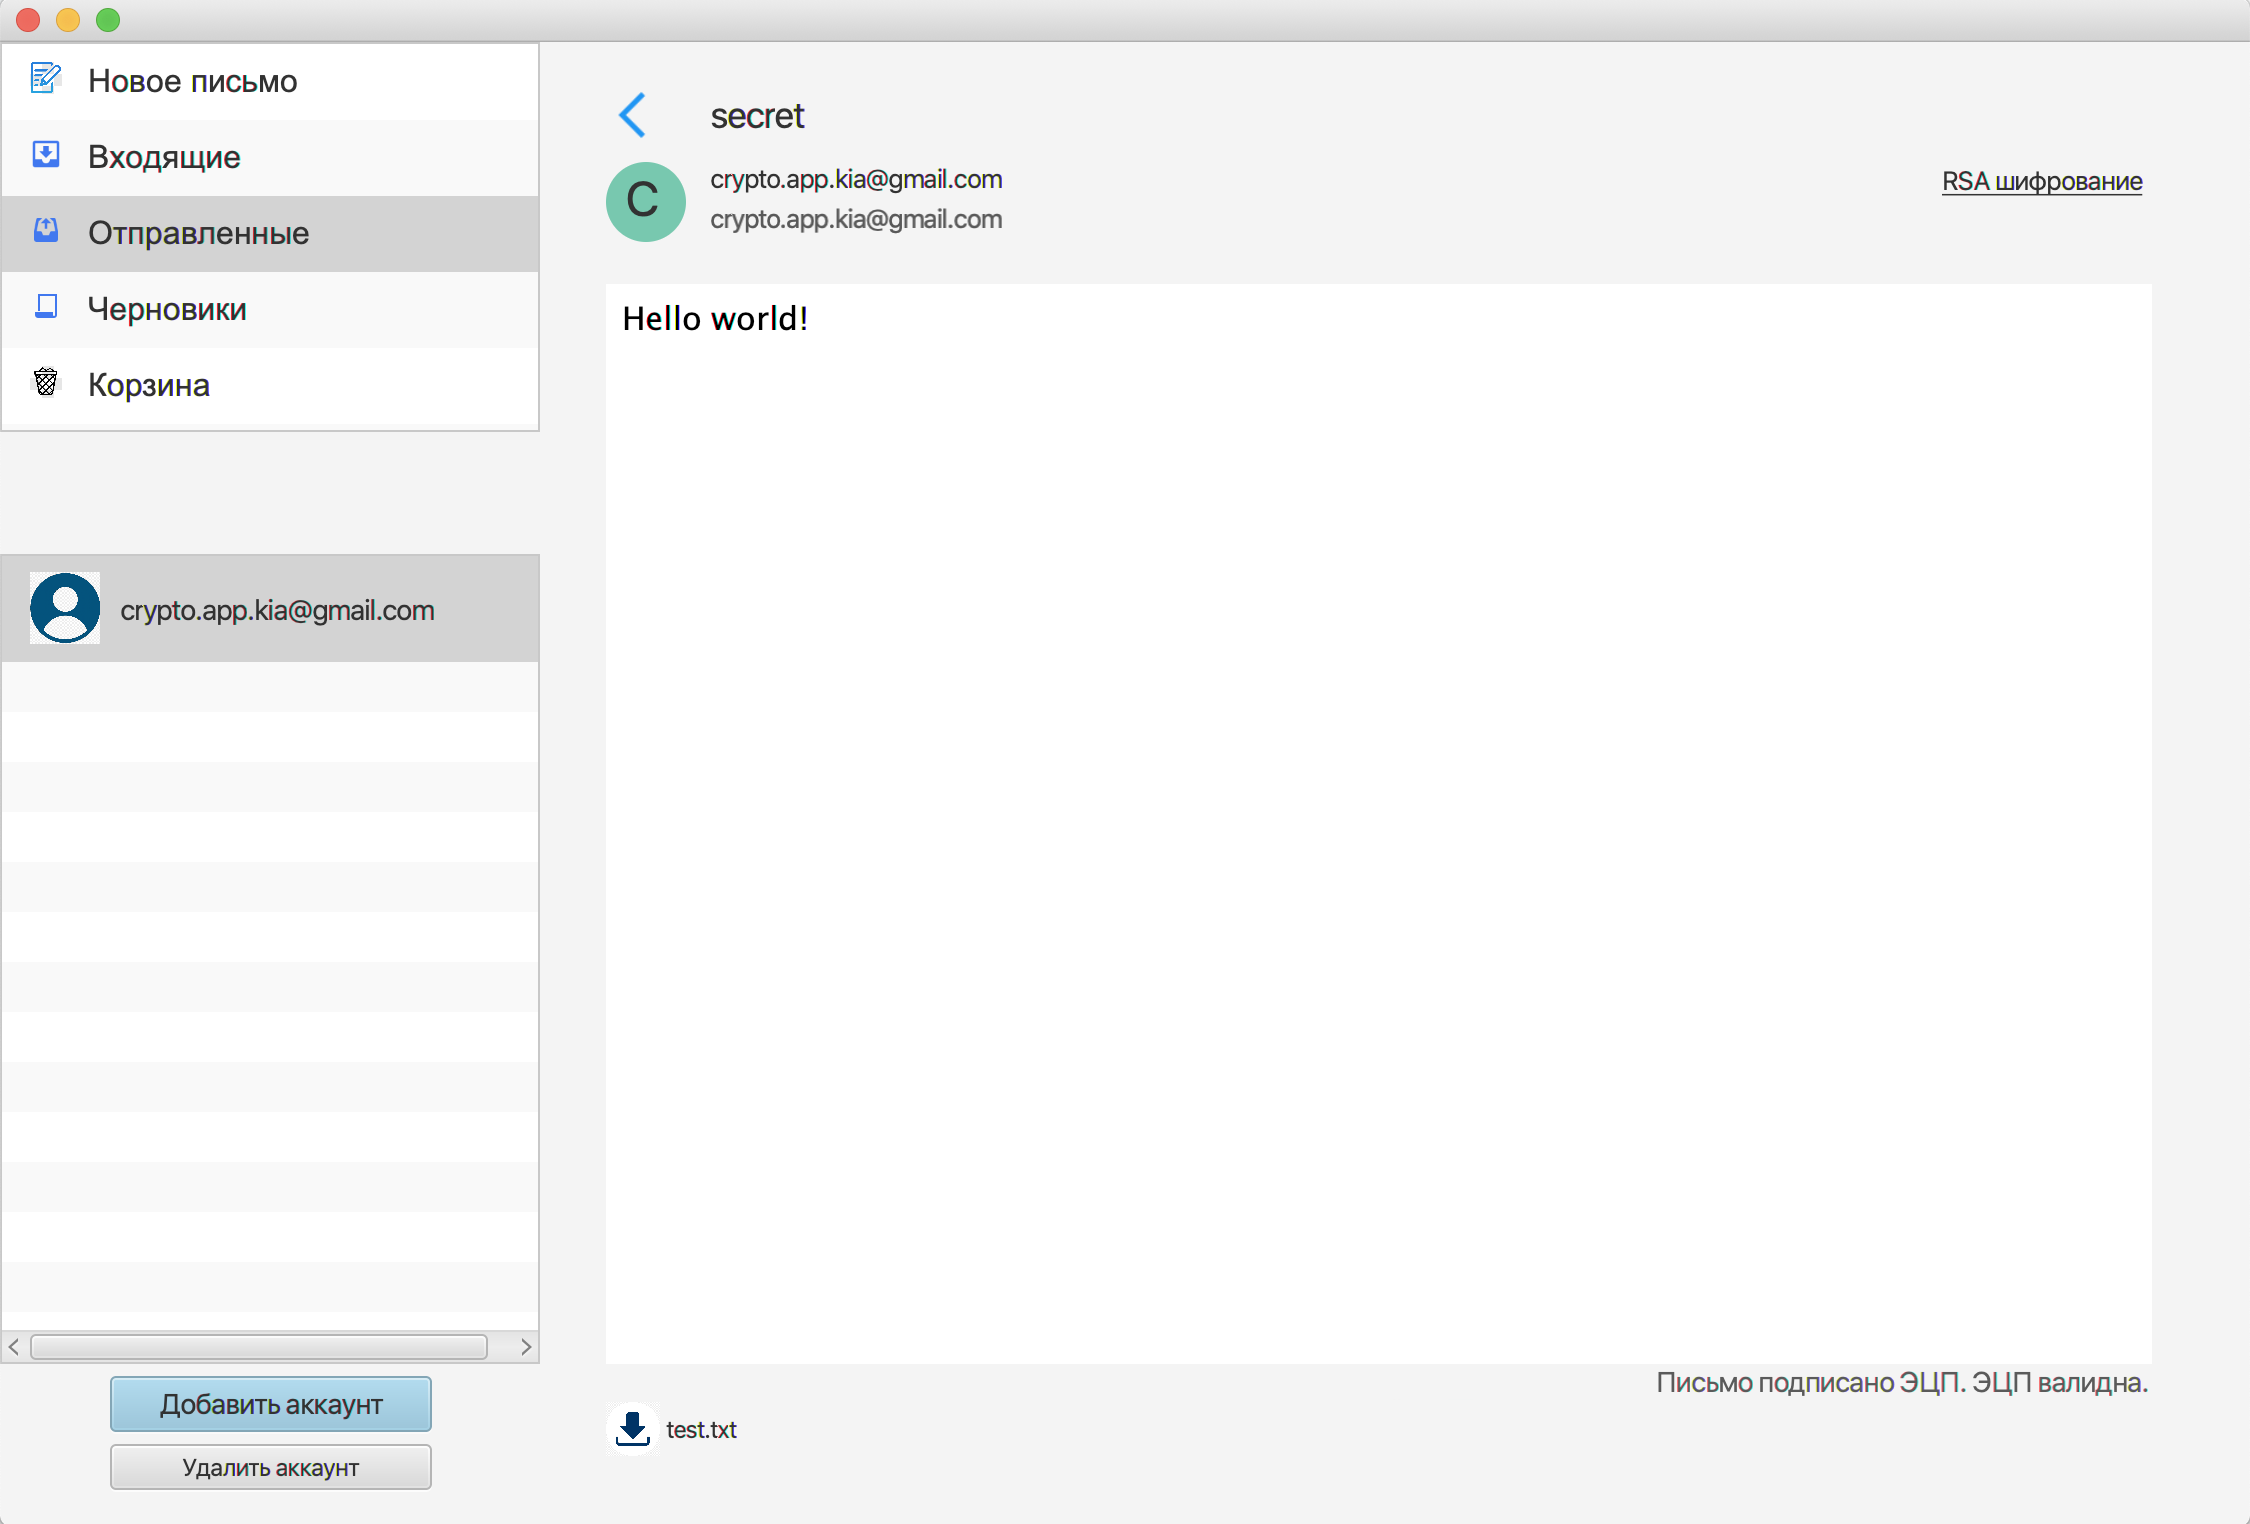 Новое письмо
Входящие
Отправленные
Черновики
Корзина
crypto.app.kia@gmail.com
Добавить аккаунт
Удалить аккаунт
secret
C
crypto.app.kia@gmail.com
crypto.app.kia@gmail.com
RSA шифрование
Hello world!
Письмо подписано ЭЦП. ЭЦП валидна.
test.txt